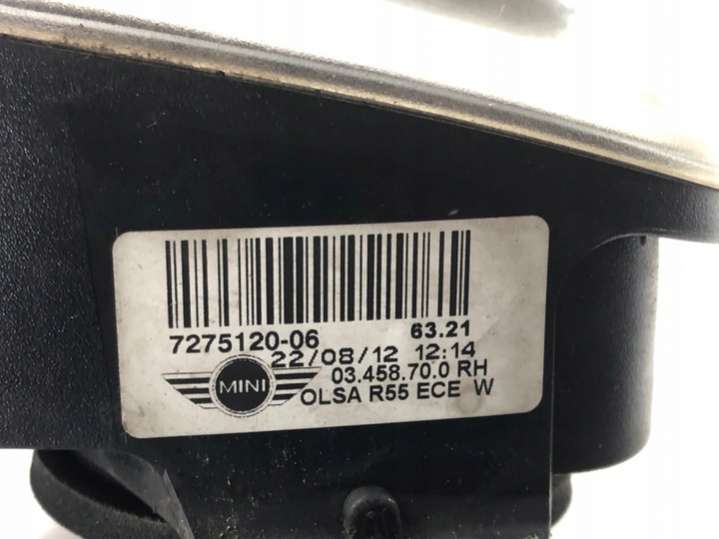 7275120-06 63.21
22/08/12 12:14
MINI 03.458.70.0 RH
OLSA R55 ECE W